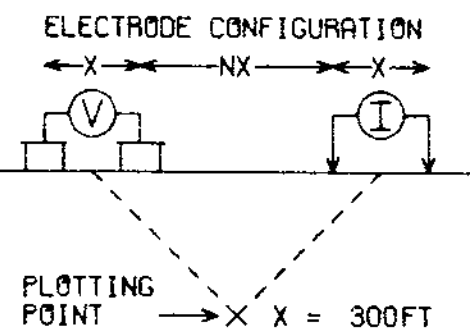 ELECTRODE CONFIGURATION
X NX X
V I
PLOTTING
POINT X X = 300FT